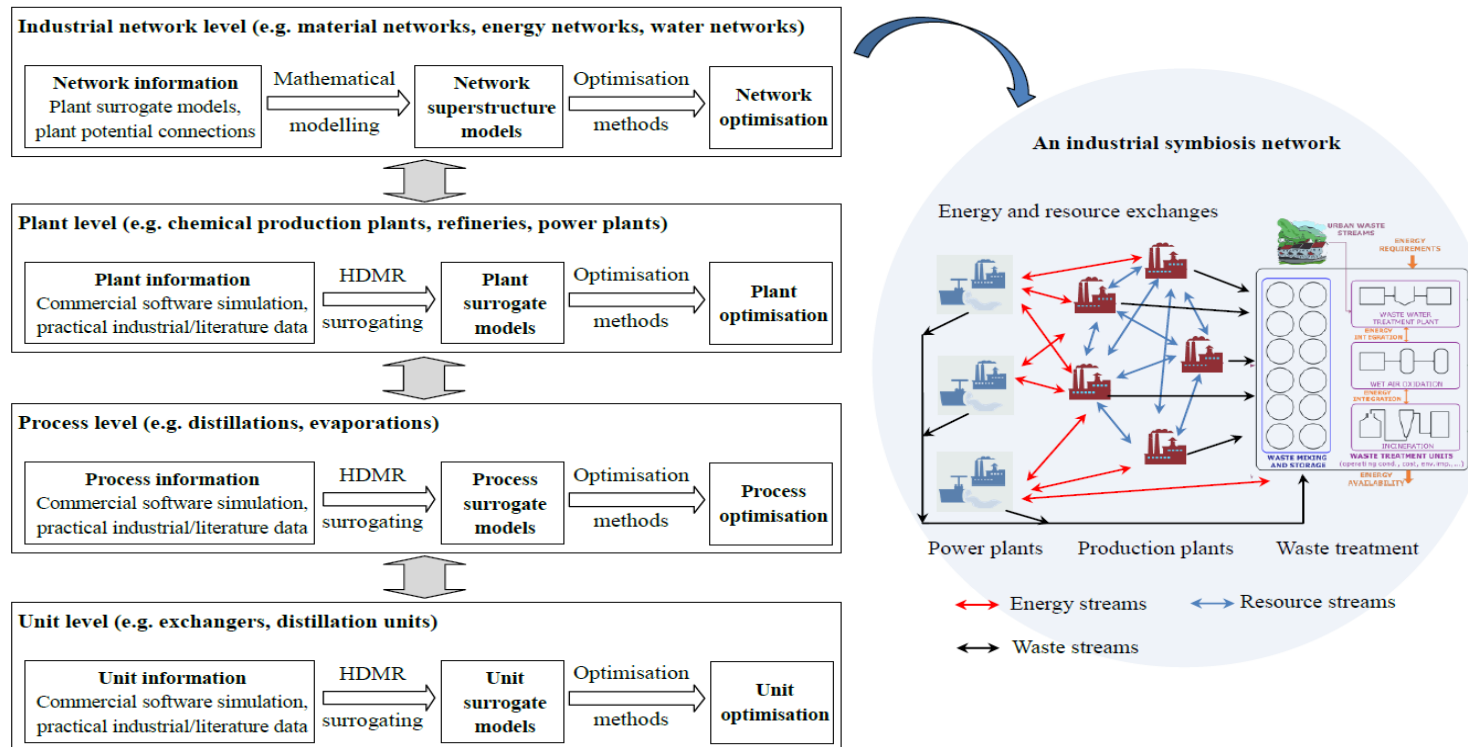 Industrial network level (e.g. material networks, energy networks, water networks)
Network information
Plant surrogate models,
plant potential connections
Mathematical
modelling
Network
superstructure
models
Optimisation
methods
Network
optimisation
Plant level (e.g. chemical production plants, refineries, power plants)
Plant information
Commercial software simulation,
practical industrial/literature data
HDMR
surrogating
Plant
surrogate
models
Optimisation
methods
Plant
optimisation
Process level (e.g. distillations, evaporations)
Process information
Commercial software simulation,
practical industrial/literature data
HDMR
surrogating
Process
surrogate
models
Optimisation
methods
Process
optimisation
Unit level (e.g. exchangers, distillation units)
Unit information
Commercial software simulation,
practical industrial/literature data
HDMR
surrogating
Unit
surrogate
models
Optimisation
methods
Unit
optimisation
An industrial symbiosis network
Energy and resource exchanges
URBAN WASTE
STREAMS
ENERGY
REQUIREMENTS
WASTE WATER
TREATMENT PLANT
ENERGY
INTEGRATION
WET AIR OXIDATION
ENERGY
INTEGRATION
INCINERATION
WASTE MIXING
AND STORAGE
WASTE TREATMENT UNITS
(operating cond., cost, env.imp,...)
ENERGY
AVAILABILITY
Power plants
Production plants
Waste treatment
Energy streams
Resource streams
Waste streams